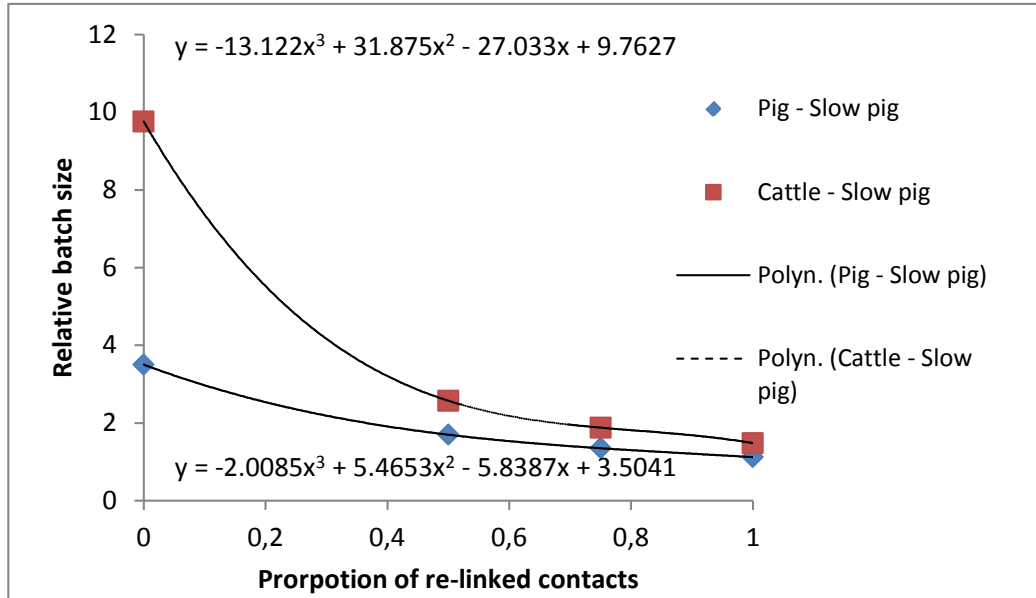 12
y = -13.122x³ + 31.875x² - 27.033x + 9.7627
10
8
6
4
2
0
Relative batch size
y = -2.0085x³ + 5.4653x² - 5.8387x + 3.5041
0
0,2
0,4
0,6
0,8
1
Prorpotion of re-linked contacts
Pig - Slow pig
Cattle - Slow pig
Polyn. (Pig - Slow pig)
Polyn. (Cattle - Slow
pig)